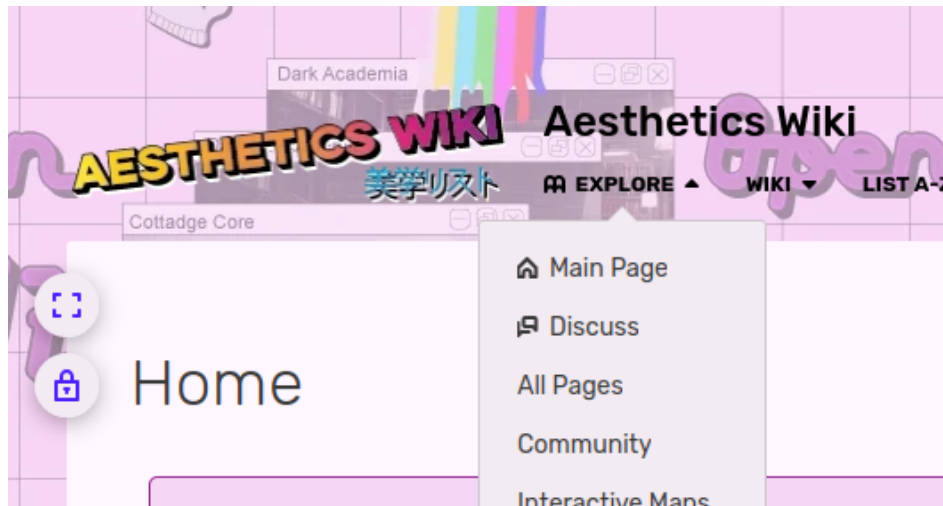 Dark Academia
AESTHETICS WIKI
美学リスト
Aesthetics Wiki
EXPLORE
WIKI
LIST A-Z
Cottadge Core
Main Page
Discuss
All Pages
Community
Interactive Maps
Home